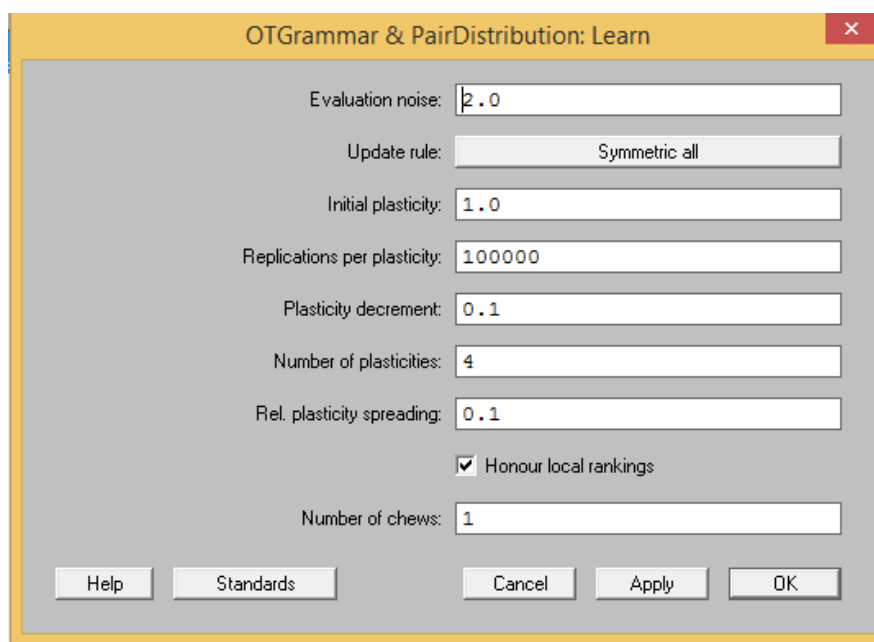 OTGrammar & PairDistribution: Learn
Evaluation noise: 2.0
Update rule: Symmetric all
Initial plasticity: 1.0
Replications per plasticity: 100000
Plasticity decrement: 0.1
Number of plasticities: 4
Rel. plasticity spreading: 0.1
Honour local rankings
Number of chews: 1
Help Standards Cancel Apply OK